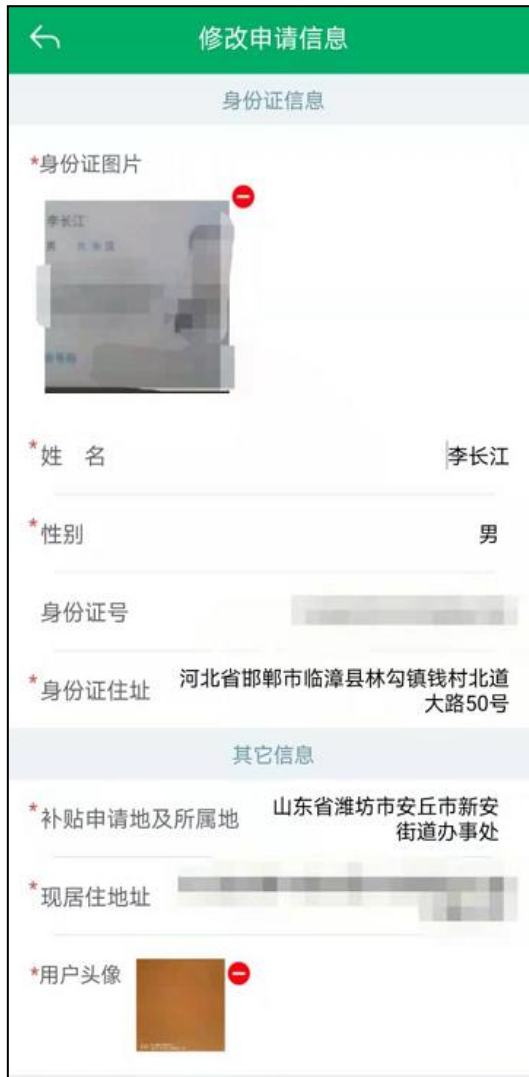 修改申请信息
身份证信息
*身份证图片
李长江
男
*姓 名 李长江
*性别 男
身份证号
*身份证住址 河北省邯郸市临漳县林勾镇钱村北道
大路50号
其它信息
*补贴申请地及所属地 山东省潍坊市安丘市新安
街道办事处
*现居住地址
*用户头像